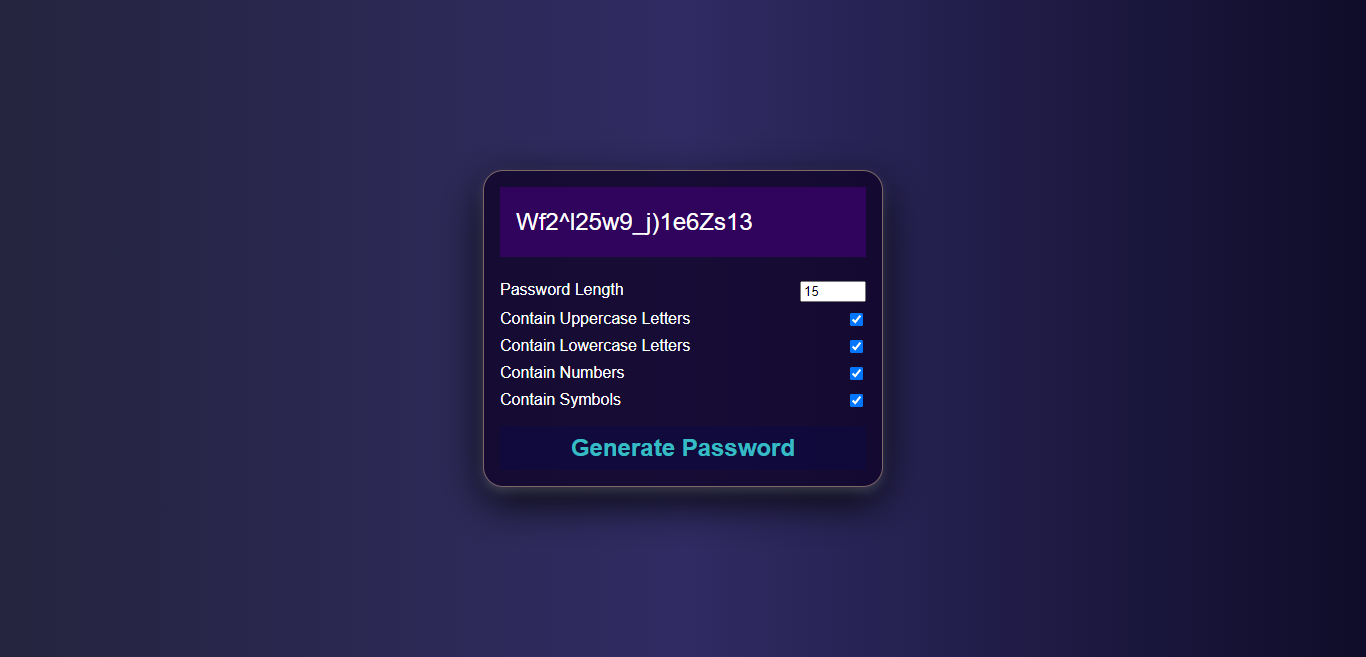 Wf2^l25w9_j)1e6Zs13
Password Length 15
Contain Uppercase Letters
Contain Lowercase Letters
Contain Numbers
Contain Symbols
Generate Password